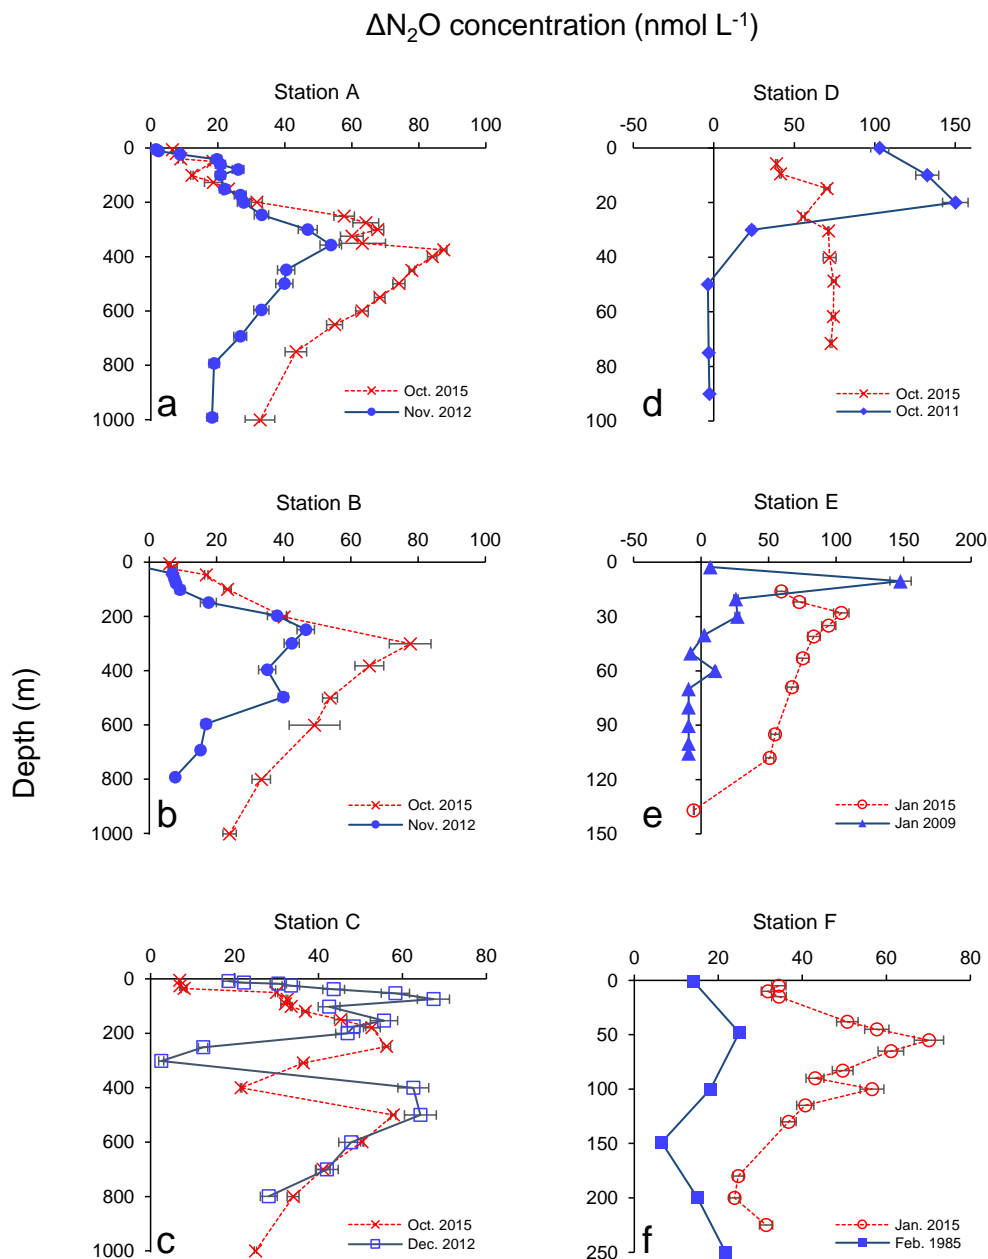 ΔN₂O concentration (nmol L⁻¹)
Station A
0 20 40 60 80 100
0
200
400
600
800
1000
a
Oct. 2015
Nov. 2012
Station D
-50 0 50 100 150
0
20
40
60
80
100
d
Oct. 2015
Oct. 2011
Depth (m)
Station B
0 20 40 60 80 100
0
200
400
600
800
1000
b
Oct. 2015
Nov. 2012
Station E
-50 0 50 100 150 200
0
30
60
90
120
150
e
Jan 2015
Jan 2009
Station C
0 20 40 60 80
0
200
400
600
800
1000
c
Oct. 2015
Dec. 2012
Station F
0 20 40 60 80
0
50
100
150
200
250
f
Jan. 2015
Feb. 1985